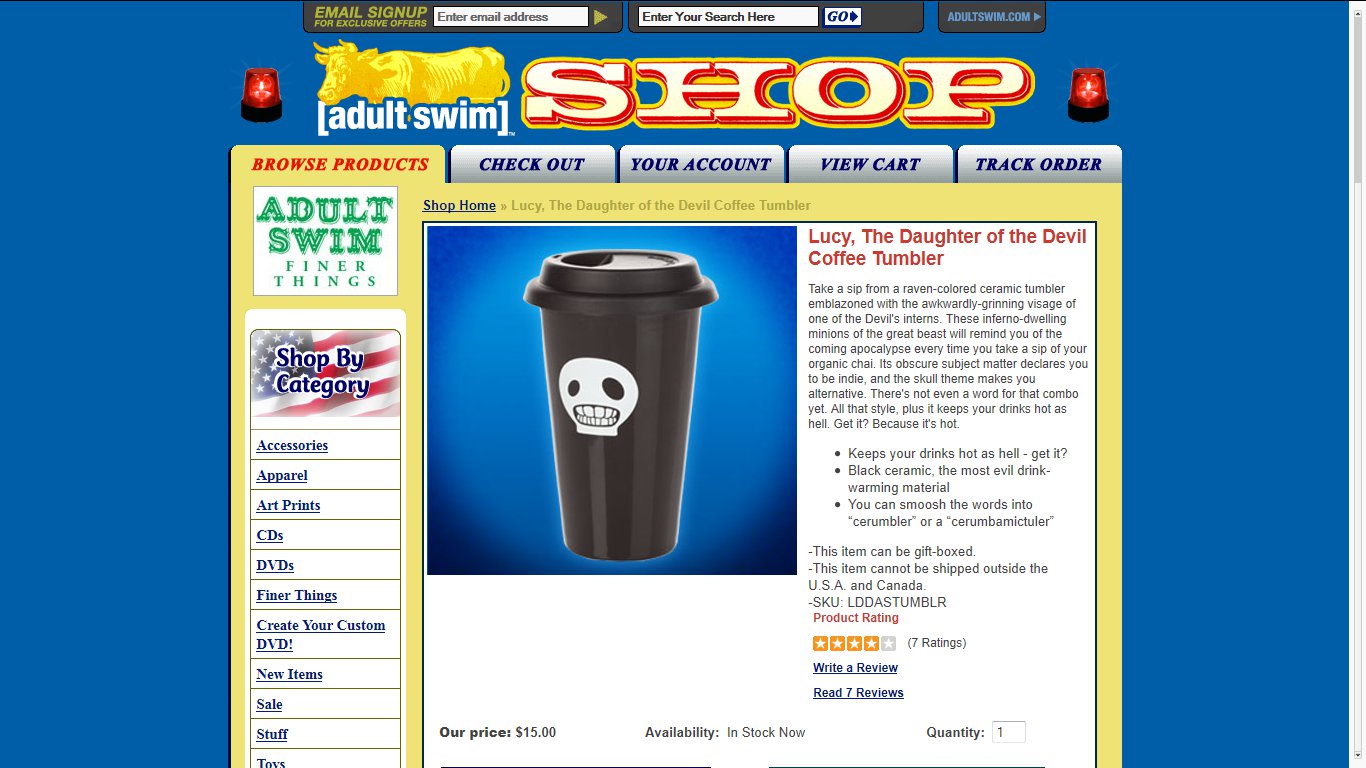 EMAIL SIGNUP
FOR EXCLUSIVE OFFERS
Enter email address
Enter Your Search Here
GO
ADULTSWIM.COM
[adult swim]™
SHOP
BROWSE PRODUCTS
CHECK OUT
YOUR ACCOUNT
VIEW CART
TRACK ORDER
ADULT
SWIM
FINER
THINGS
Shop By
Category
Accessories
Apparel
Art Prints
CDs
DVDs
Finer Things
Create Your Custom
DVD!
New Items
Sale
Stuff
Toys
Shop Home » Lucy, The Daughter of the Devil Coffee Tumbler
Lucy, The Daughter of the Devil
Coffee Tumbler
Take a sip from a raven-colored ceramic tumbler
emblazoned with the awkwardly-grinning visage of
one of the Devil's interns. These inferno-dwelling
minions of the great beast will remind you of the
coming apocalypse every time you take a sip of your
organic chai. Its obscure subject matter declares you
to be indie, and the skull theme makes you
alternative. There's not even a word for that combo
yet. All that style, plus it keeps your drinks hot as
hell. Get it? Because it's hot.
• Keeps your drinks hot as hell - get it?
• Black ceramic, the most evil drink-
warming material
• You can smoosh the words into
“cerumbler” or a “cerumbamictuler”
-This item can be gift-boxed.
-This item cannot be shipped outside the
U.S.A. and Canada.
-SKU: LDDASTUMBLR
Product Rating
(7 Ratings)
Write a Review
Read 7 Reviews
Our price: $15.00
Availability: In Stock Now
Quantity: 1